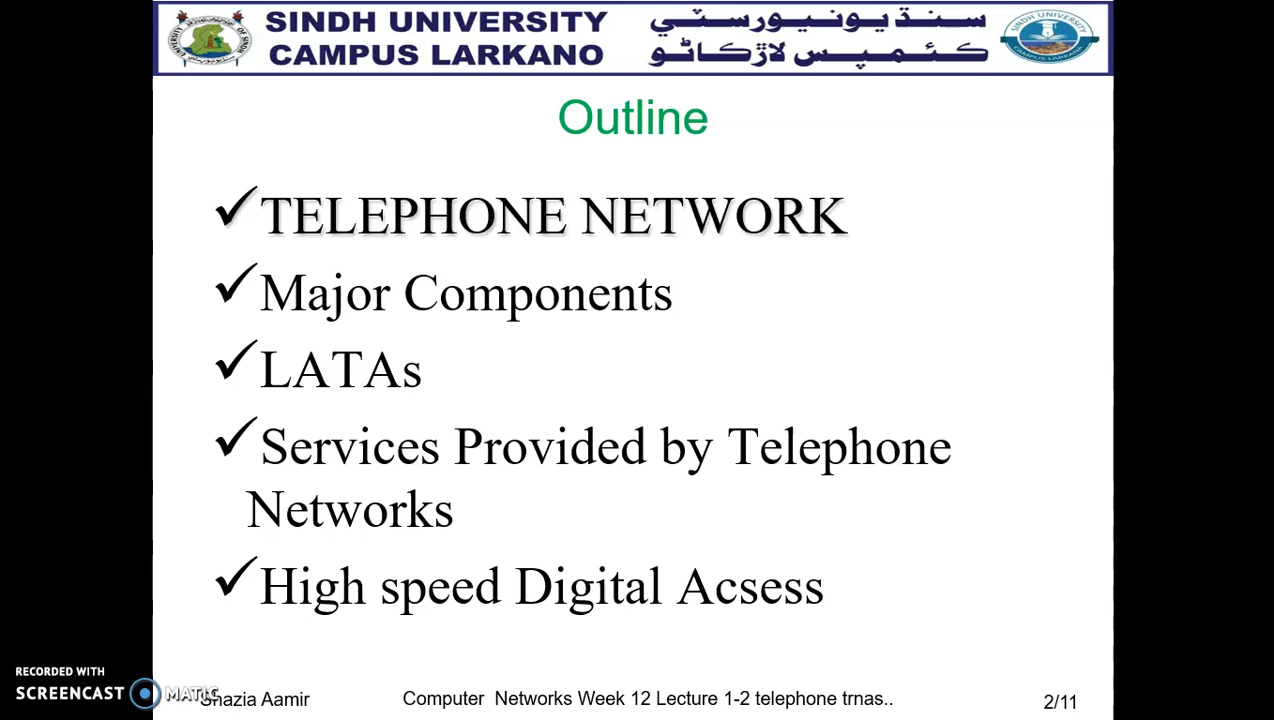 SINDH UNIVERSITY
CAMPUS LARKANO
سنڌ يونيورسٽي
ڪئمپس لاڙڪاڻو
Outline
✓TELEPHONE NETWORK
✓Major Components
✓LATAs
✓Services Provided by Telephone
Networks
✓High speed Digital Acsess
RECORDED WITH
SCREENCAST MATIC
Shazia Aamir
Computer Networks Week 12 Lecture 1-2 telephone trnas..
2/11